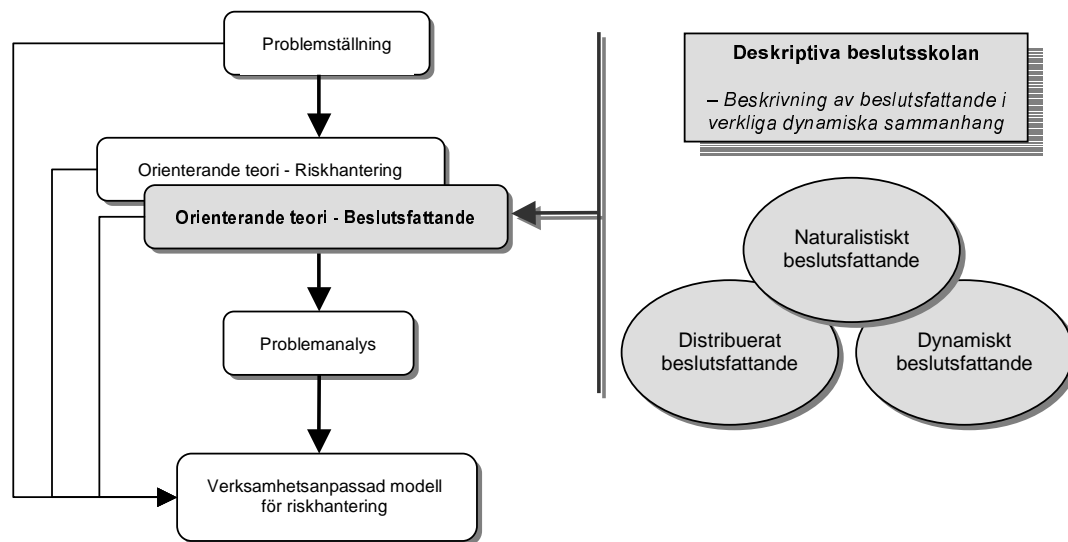 Problemställning
Orienterande teori - Riskhantering
Orienterande teori - Beslutsfattande
Problemanalys
Verksamhetsanpassad modell
för riskhantering
Deskriptiva beslutsskolan
– Beskrivning av beslutsfattande i
verkliga dynamiska sammanhang
Naturalistiskt
beslutsfattande
Distribuerat
beslutsfattande
Dynamiskt
beslutsfattande